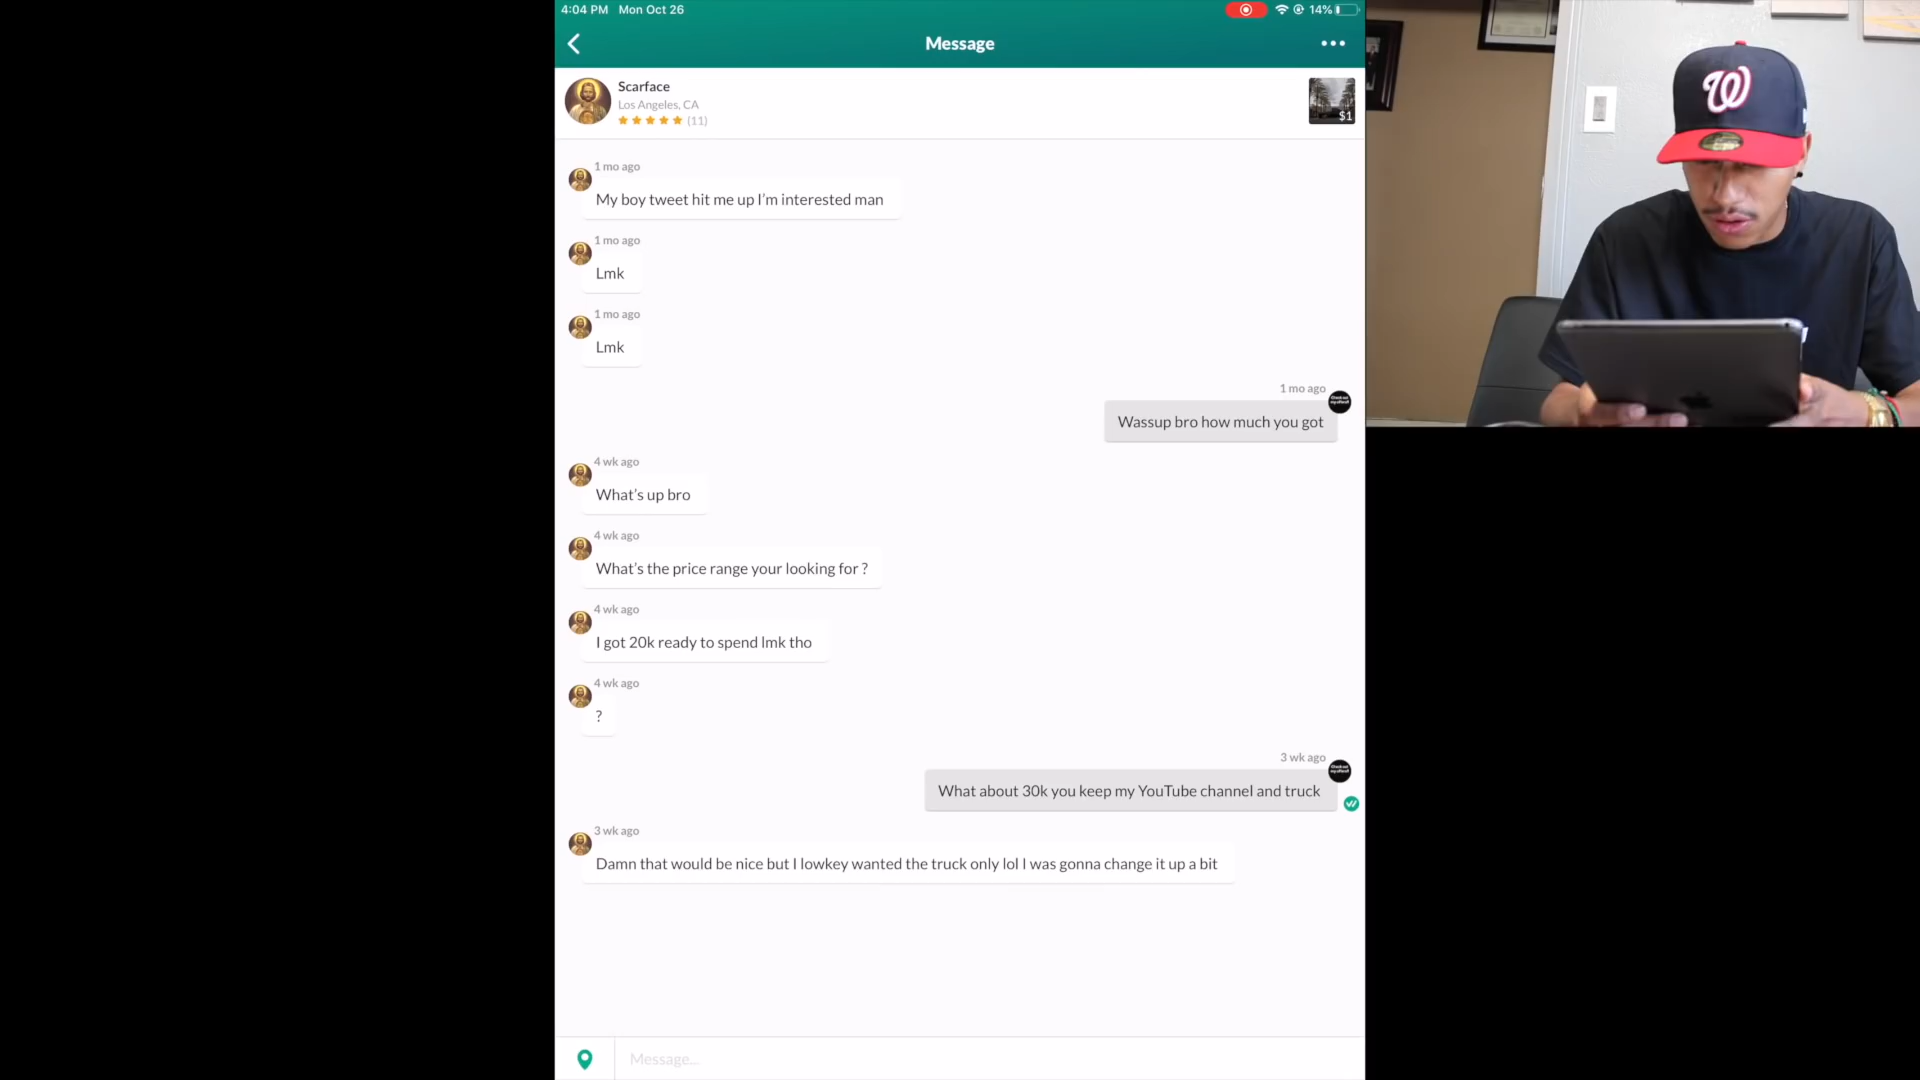 4:04 PM Mon Oct 26
14%
Message
Scarface
Los Angeles, CA
(11)
$1
1 mo ago
My boy tweet hit me up I'm interested man
1 mo ago
Lmk
1 mo ago
Lmk
1 mo ago
Wassup bro how much you got
4 wk ago
What's up bro
4 wk ago
What's the price range your looking for ?
4 wk ago
I got 20k ready to spend lmk tho
4 wk ago
?
3 wk ago
What about 30k you keep my YouTube channel and truck
3 wk ago
Damn that would be nice but I lowkey wanted the truck only lol I was gonna change it up a bit
Message...
W